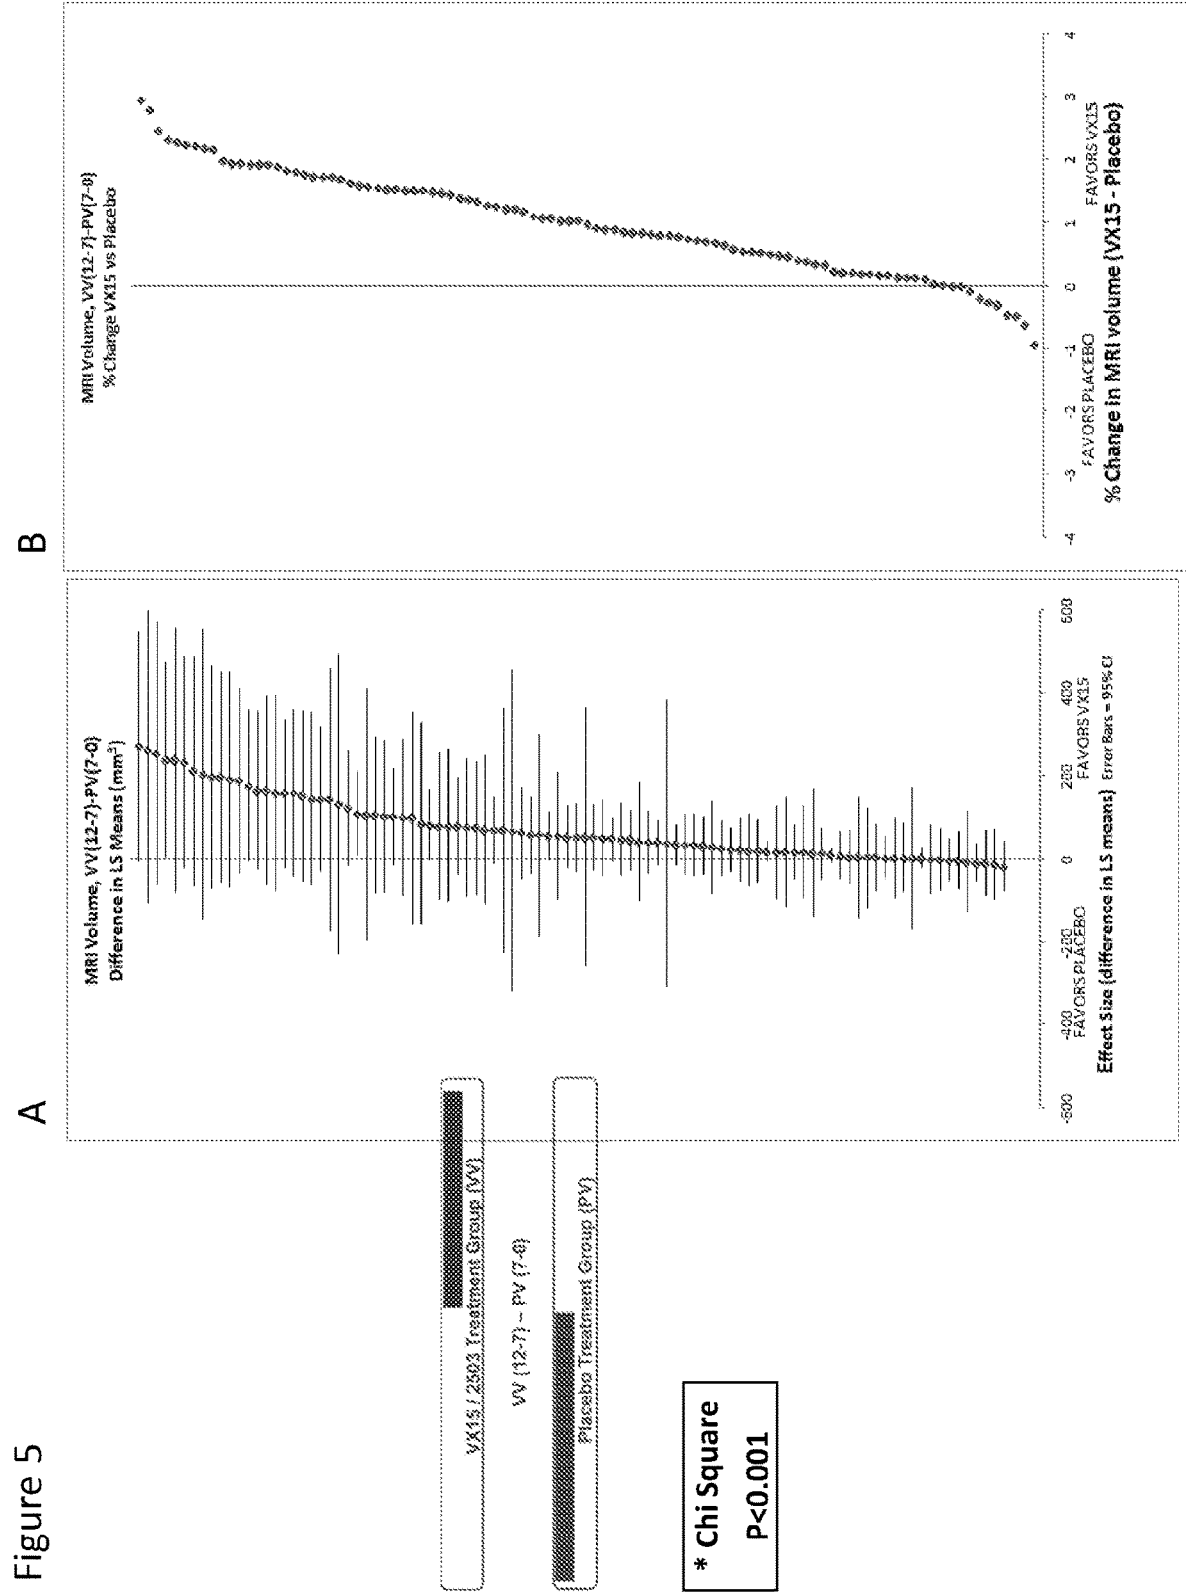 Figure 5
VX15 / 2503 Treatment Group (VV)
VV (12-7) – PV (7-0)
Placebo Treatment Group (PV)
* Chi Square
P<0.001
A
MRI Volume, VV(12-7)-PV(7-0)
Difference in LS Means (mm³)
-600 -400 -200 0 200 400 600
FAVORS PLACEBO FAVORS VX15
Effect Size (difference in LS means) Error Bars = 95% CI
B
MRI Volume, VV(12-7)-PV(7-0)
% Change VX15 vs Placebo
-4 -3 -2 -1 0 1 2 3 4
FAVORS PLACEBO FAVORS VX15
% Change in MRI volume (VX15 - Placebo)